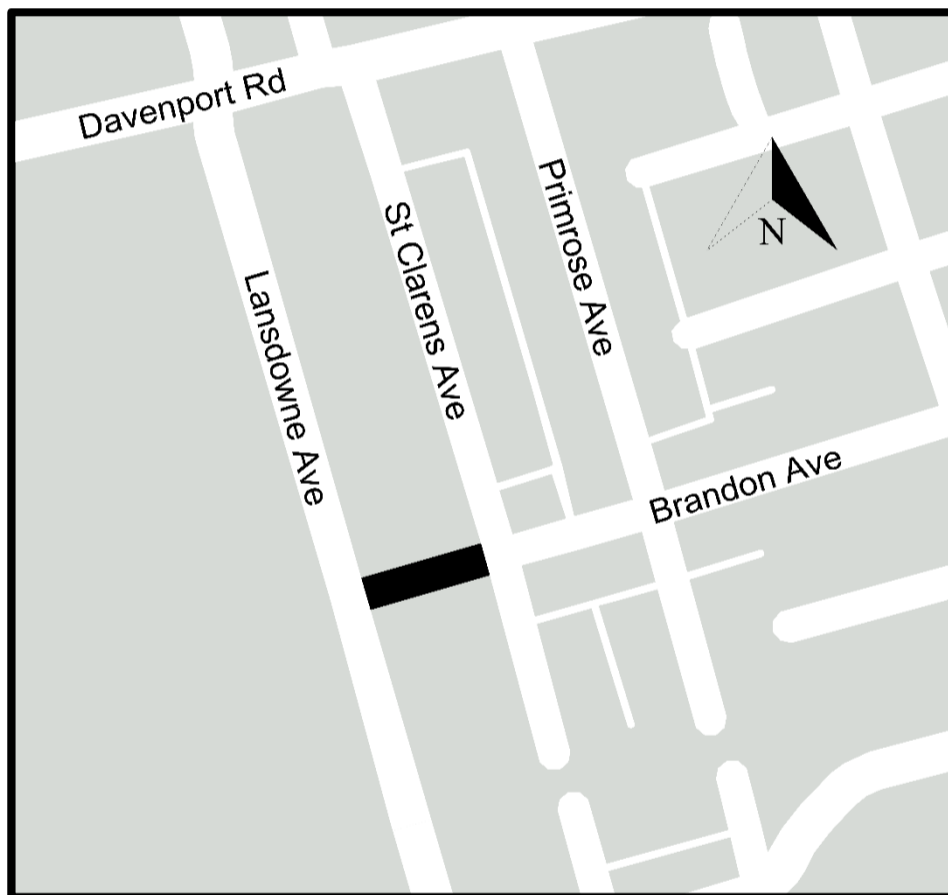 Davenport Rd
Lansdowne Ave
St Clarens Ave
Primrose Ave
N
Brandon Ave